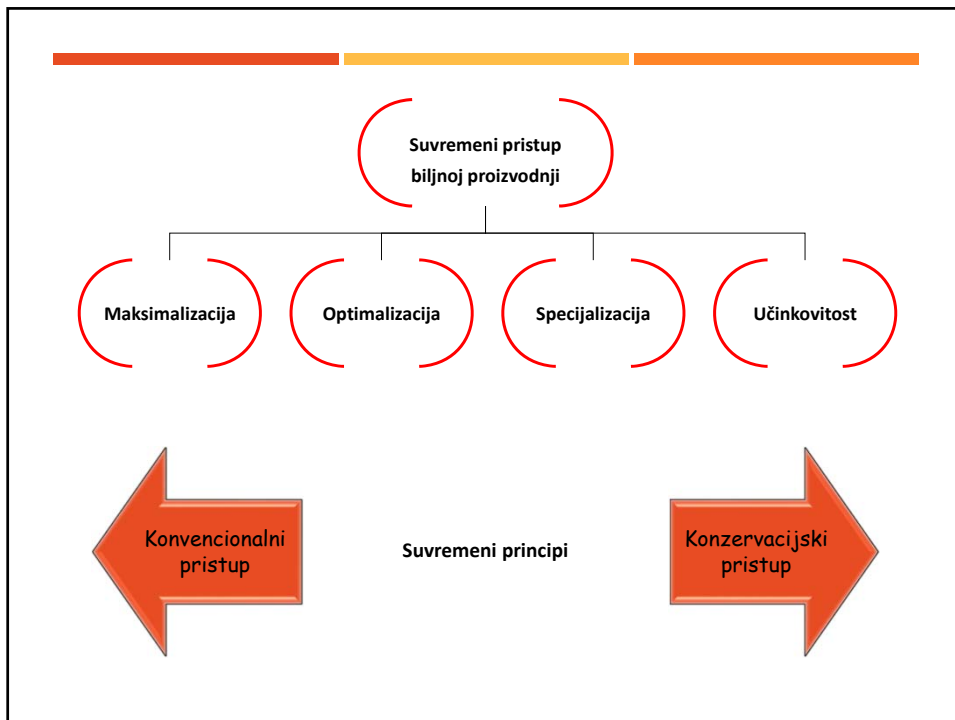 Suvremeni pristup
biljnoj proizvodnji
Maksimalizacija
Optimalizacija
Specijalizacija
Učinkovitost
Konvencionalni
pristup
Suvremeni principi
Konzervacijski
pristup